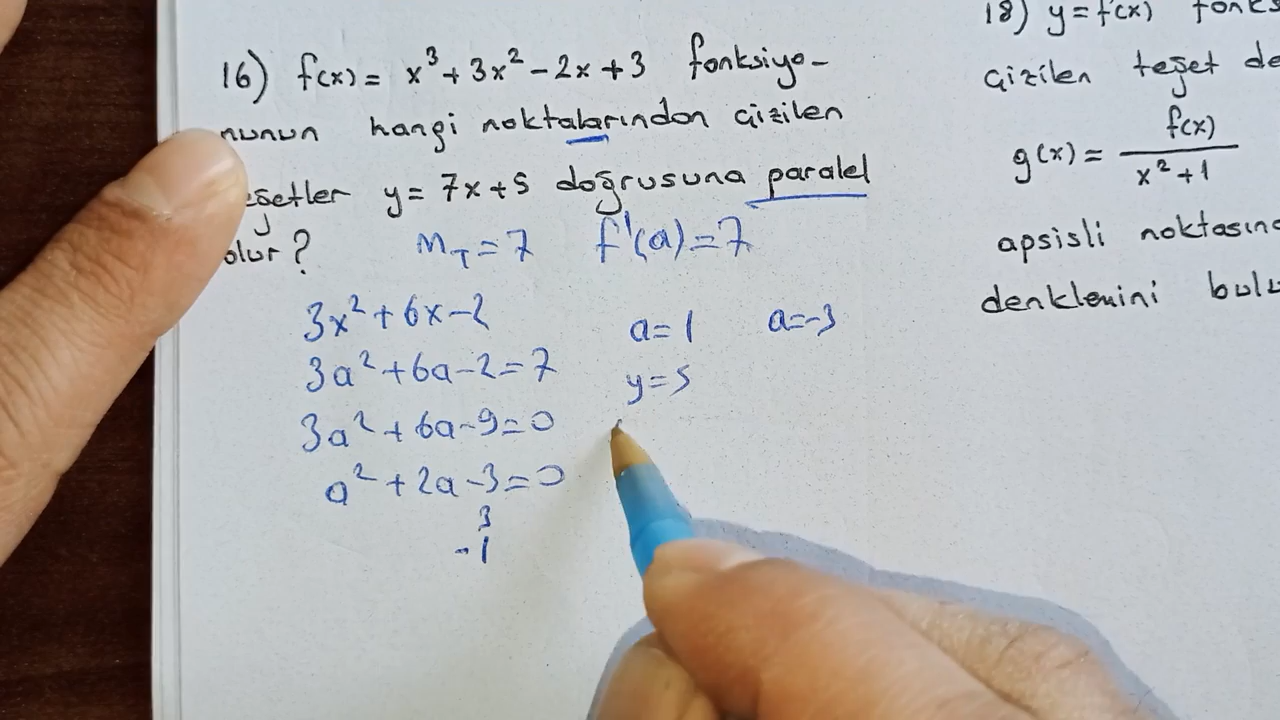 16) f(x) = x³ + 3x² - 2x + 3 fonksiyo-
nunun hangi noktalarından çizilen
eşetler y = 7x + 5 doğrusuna paralel
olur?
m_T = 7 f'(a) = 7
3x² + 6x - 2
3a² + 6a - 2 = 7
3a² + 6a - 9 = 0
a² + 2a - 3 = 0
3
-1
a = 1 a = -3
y = 5
18) y = f(x) fonks
çizilen teğet de
g(x) = f(x) / x² + 1
apsisli noktasın
denklemini bulu